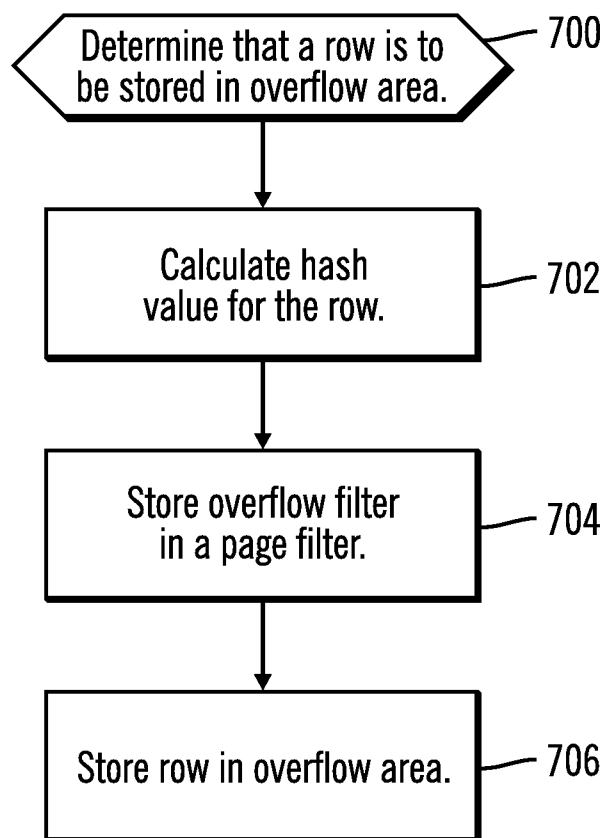 Determine that a row is to
be stored in overflow area.
700
Calculate hash
value for the row.
702
Store overflow filter
in a page filter.
704
Store row in overflow area.
706